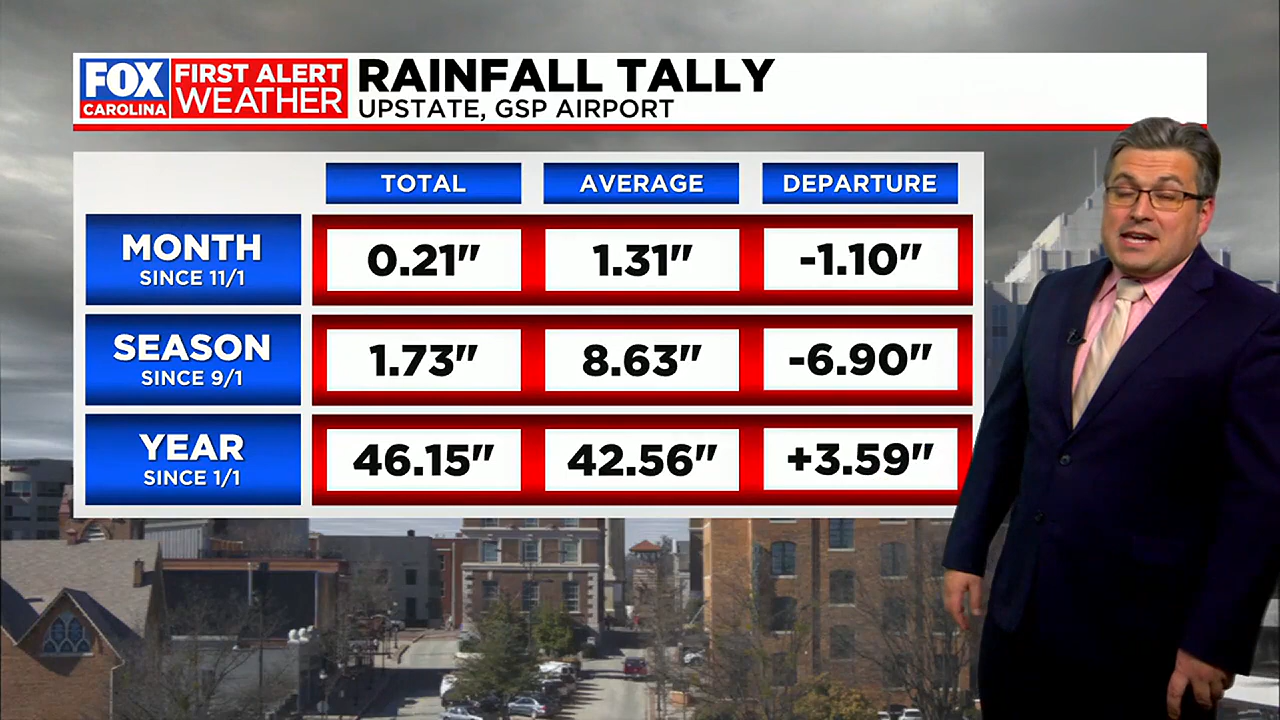 FOX
CAROLINA
FIRST ALERT
WEATHER
RAINFALL TALLY
UPSTATE, GSP AIRPORT
TOTAL AVERAGE DEPARTURE
MONTH
SINCE 11/1
0.21" 1.31" -1.10"
SEASON
SINCE 9/1
1.73" 8.63" -6.90"
YEAR
SINCE 1/1
46.15" 42.56" +3.59"